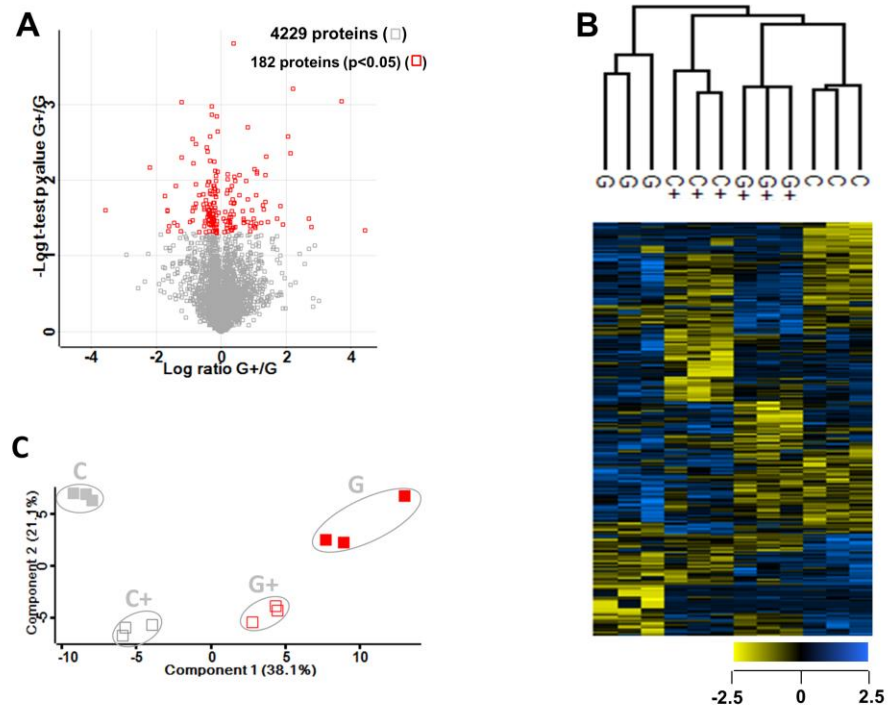 A
4229 proteins (□)
182 proteins (p<0.05) (□)
-Logt-test pvalue G+/G
3
2
1
0
-4
-2
0
2
4
Log ratio G+/G
B
G G G C+ C+ C+ G+ G+ G+ C C C
-2.5 0 2.5
C
C
G
C+
G+
Component 2 (21.1%)
5
0
-5
-10
-5
0
5
10
Component 1 (38.1%)